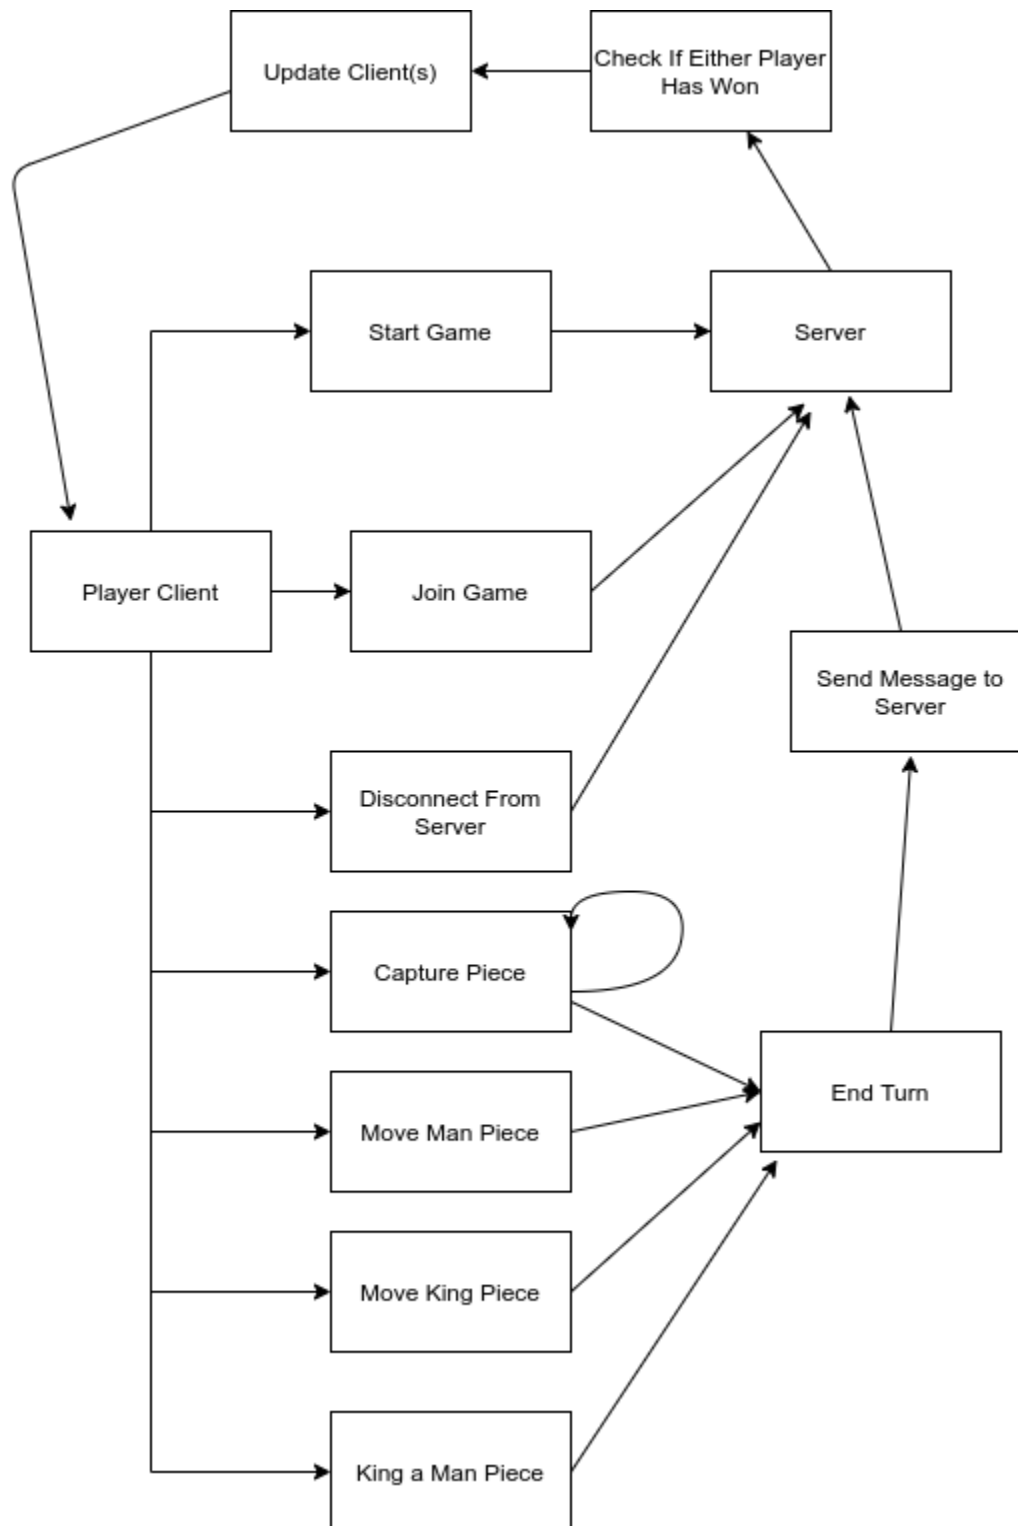 Update Client(s)
Check If Either Player
Has Won
Start Game
Server
Player Client
Join Game
Send Message to
Server
Disconnect From
Server
Capture Piece
End Turn
Move Man Piece
Move King Piece
King a Man Piece